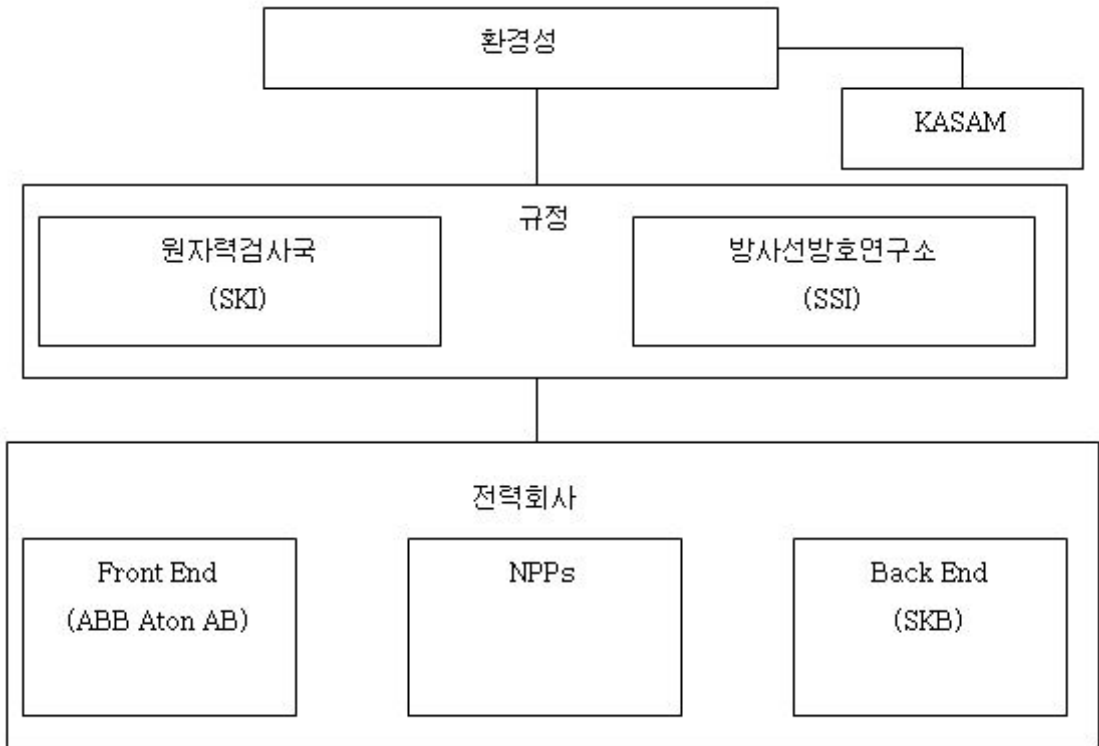 환경성
KASAM
규정
원자력검사국
(SKI)
방사선방호연구소
(SSI)
전력회사
Front End
(ABB Aton AB)
NPPs
Back End
(SKB)